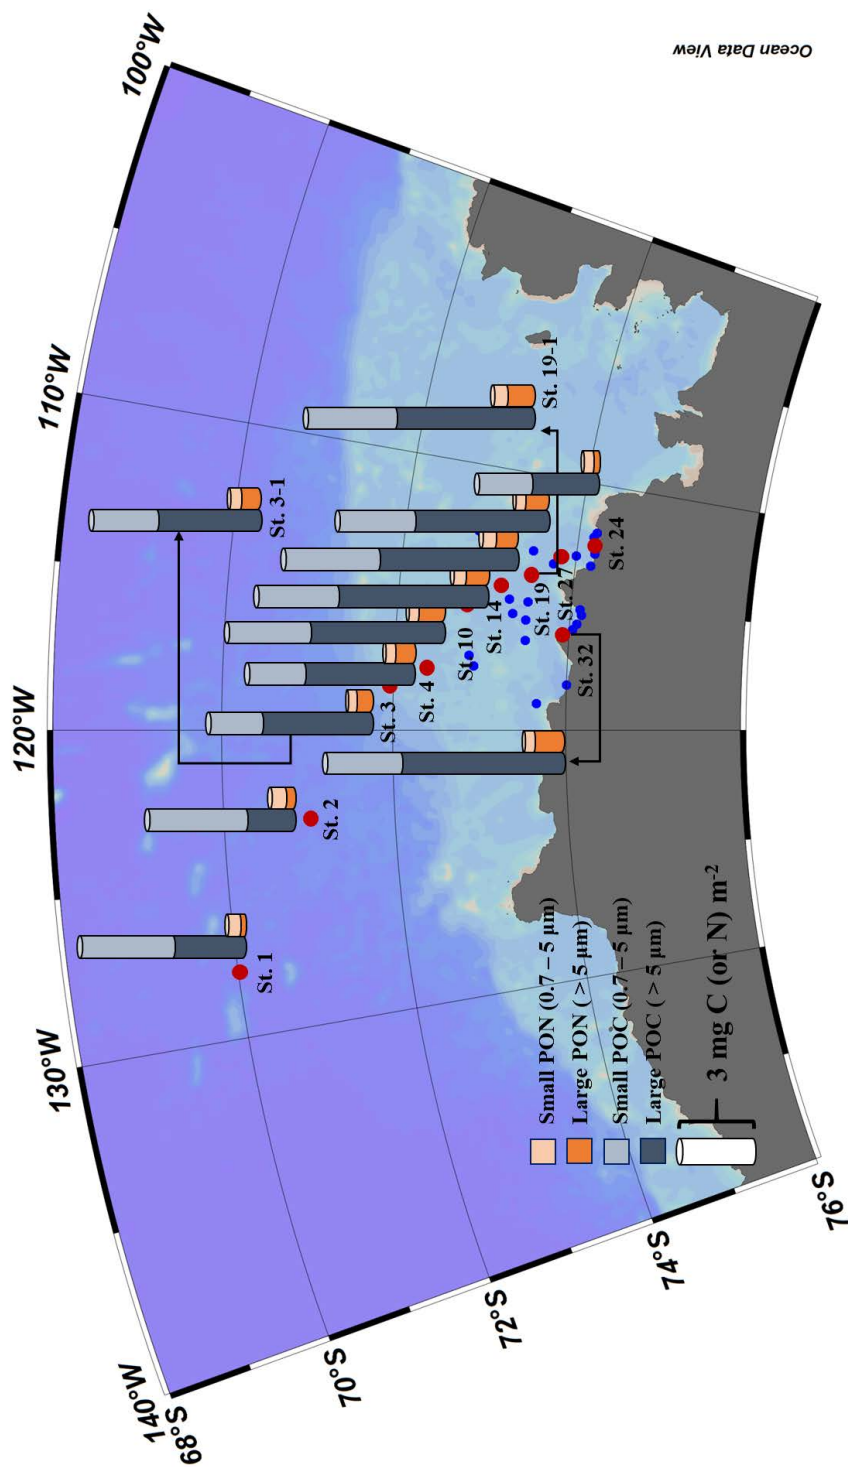 Ocean Data View
100°W
110°W
120°W
130°W
140°W
68°S
70°S
72°S
74°S
76°S
St. 1
St. 2
St. 3
St. 3-1
St. 4
St. 10
St. 14
St. 19
St. 19-1
St. 27
St. 24
St. 32
Small PON (0.7 – 5 μm)
Large PON ( > 5 μm)
Small POC (0.7 – 5 μm)
Large POC ( > 5 μm)
3 mg C (or N) m⁻²